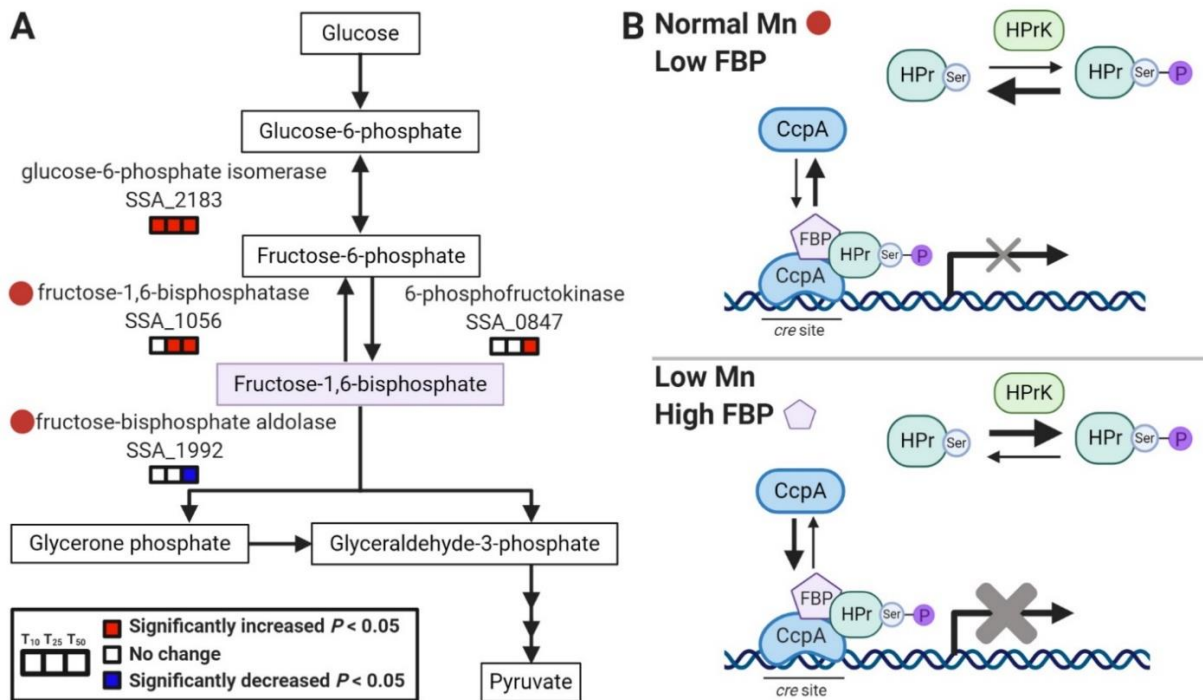 A
Glucose
Glucose-6-phosphate
glucose-6-phosphate isomerase
SSA_2183
Fructose-6-phosphate
fructose-1,6-bisphosphatase
SSA_1056
6-phosphofructokinase
SSA_0847
Fructose-1,6-bisphosphate
fructose-bisphosphate aldolase
SSA_1992
Glycerone phosphate
Glyceraldehyde-3-phosphate
Pyruvate
T₁₀ T₂₅ T₅₀
Significantly increased P < 0.05
No change
Significantly decreased P < 0.05
B
Normal Mn
Low FBP
HPrK
HPr Ser
HPr Ser P
CcpA
FBP
HPr Ser P
CcpA
cre site
Low Mn
High FBP
HPrK
HPr Ser
HPr Ser P
CcpA
FBP
HPr Ser P
CcpA
cre site